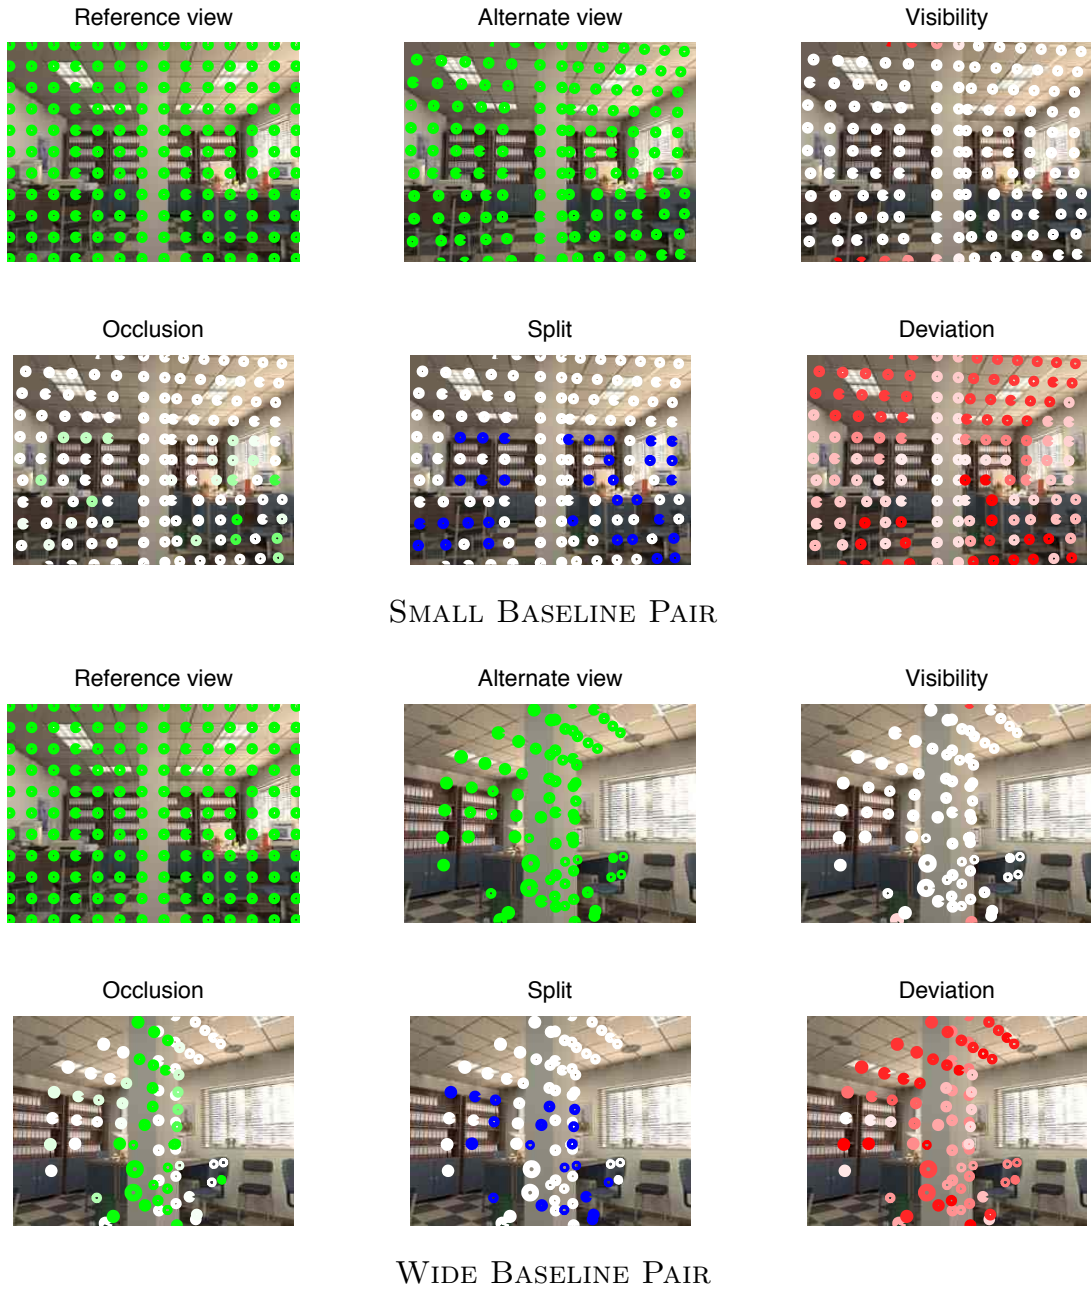 Reference view Alternate view Visibility
Occlusion Split Deviation
SMALL BASELINE PAIR
Reference view Alternate view Visibility
Occlusion Split Deviation
WIDE BASELINE PAIR